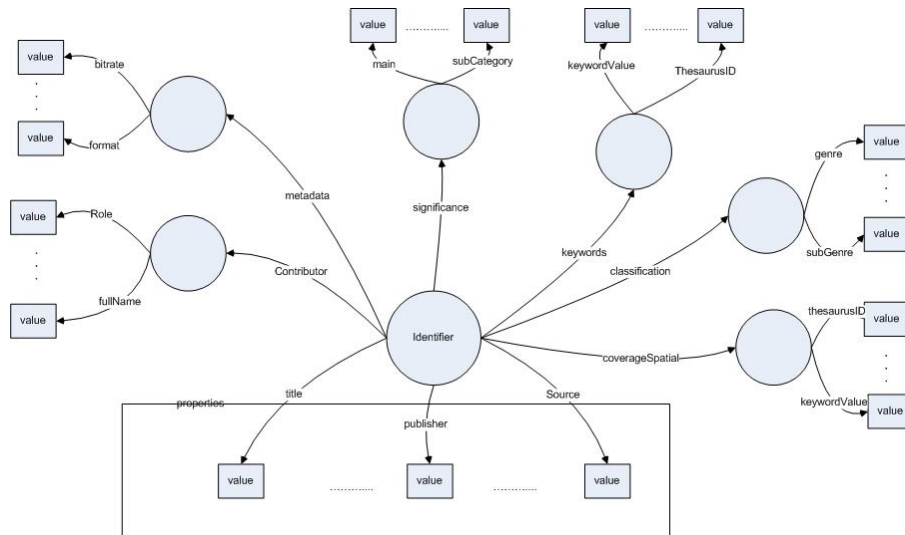 value
value
value
value
value
bitrate
main
subCategory
keywordValue
ThesaurusID
value
format
metadata
significance
genre
value
value
Role
subGenre
value
keywords
Contributor
classification
fullName
value
Identifier
thesaurusID
value
coverageSpatial
title
Source
keywordValue
value
properties
publisher
value
value
value